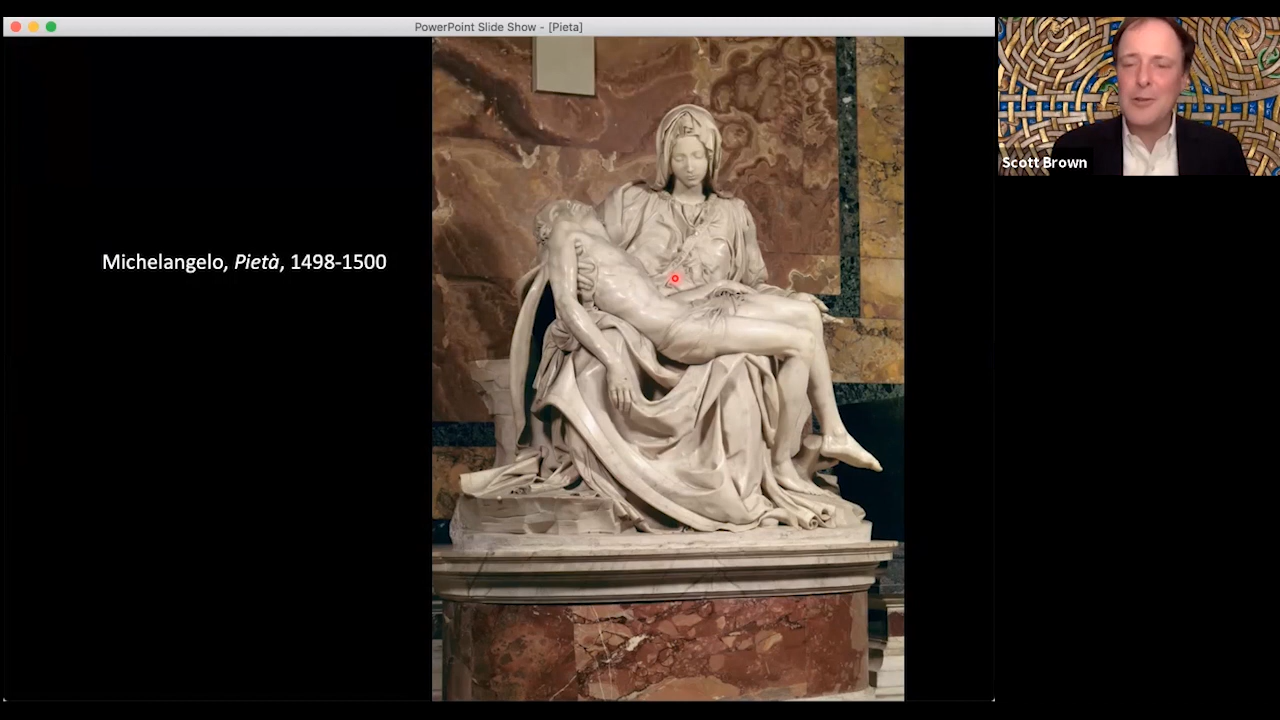 PowerPoint Slide Show - [Pieta]
Scott Brown
Michelangelo, Pietà, 1498-1500